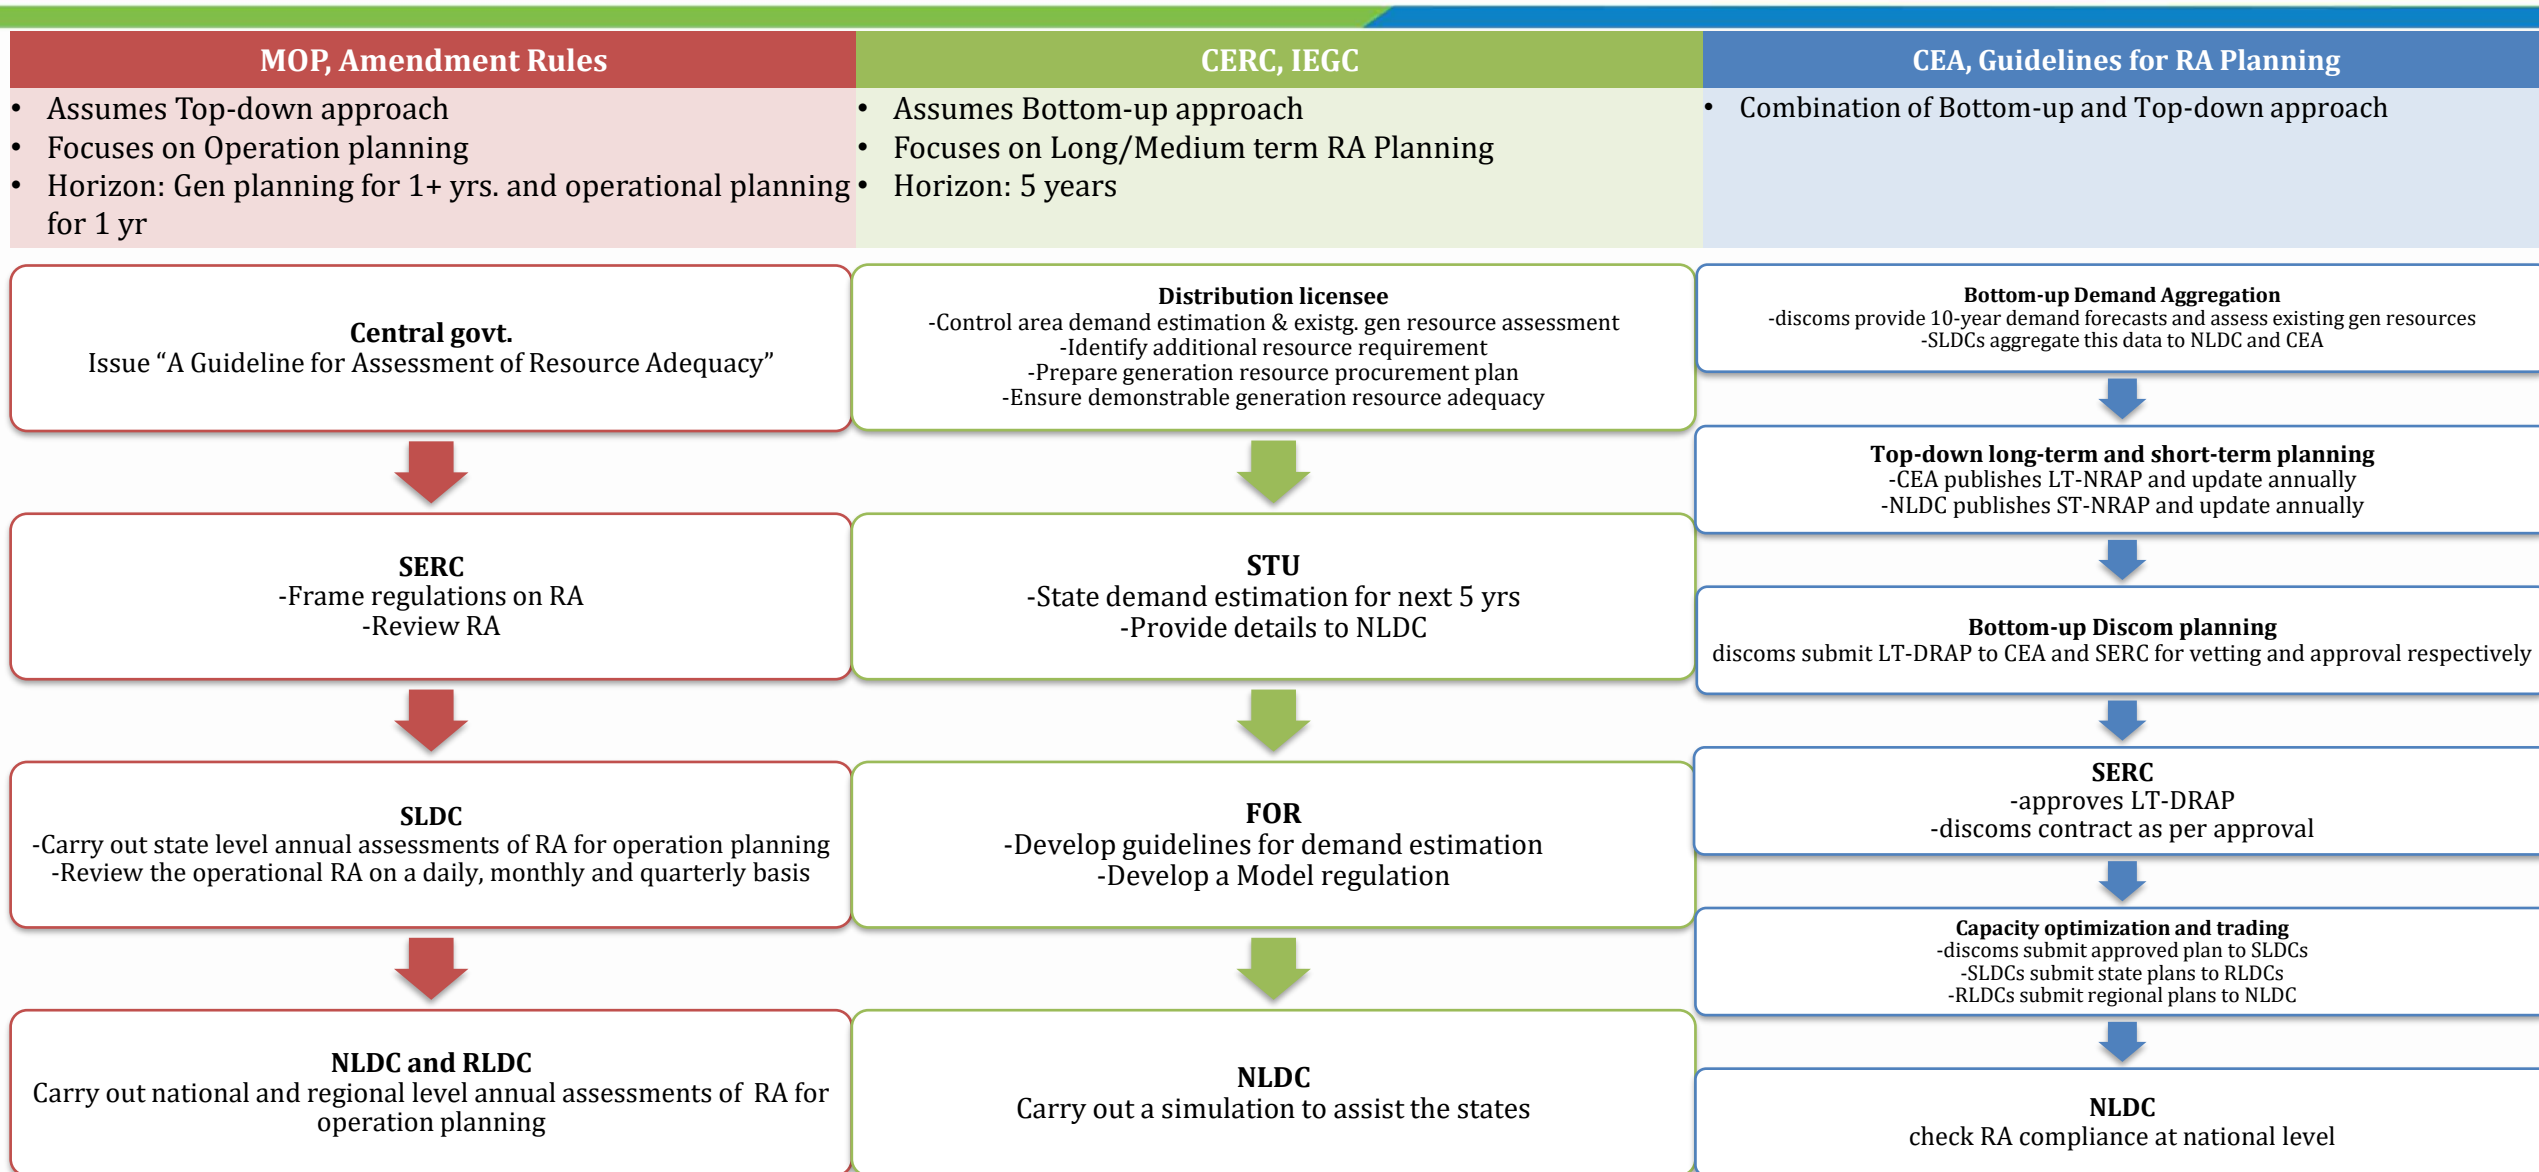 MOP, Amendment Rules
• Assumes Top-down approach
• Focuses on Operation planning
• Horizon: Gen planning for 1+ yrs. and operational planning
for 1 yr
Central govt.
Issue “A Guideline for Assessment of Resource Adequacy”
SERC
-Frame regulations on RA
-Review RA
SLDC
-Carry out state level annual assessments of RA for operation planning
-Review the operational RA on a daily, monthly and quarterly basis
NLDC and RLDC
Carry out national and regional level annual assessments of RA for
operation planning
CERC, IEGC
• Assumes Bottom-up approach
• Focuses on Long/Medium term RA Planning
• Horizon: 5 years
Distribution licensee
-Control area demand estimation & existg. gen resource assessment
-Identify additional resource requirement
-Prepare generation resource procurement plan
-Ensure demonstrable generation resource adequacy
STU
-State demand estimation for next 5 yrs
-Provide details to NLDC
FOR
-Develop guidelines for demand estimation
-Develop a Model regulation
NLDC
Carry out a simulation to assist the states
CEA, Guidelines for RA Planning
• Combination of Bottom-up and Top-down approach
Bottom-up Demand Aggregation
-discoms provide 10-year demand forecasts and assess existing gen resources
-SLDCs aggregate this data to NLDC and CEA
Top-down long-term and short-term planning
-CEA publishes LT-NRAP and update annually
-NLDC publishes ST-NRAP and update annually
Bottom-up Discom planning
discoms submit LT-DRAP to CEA and SERC for vetting and approval respectively
SERC
-approves LT-DRAP
-discoms contract as per approval
Capacity optimization and trading
-discoms submit approved plan to SLDCs
-SLDCs submit state plans to RLDCs
-RLDCs submit regional plans to NLDC
NLDC
check RA compliance at national level